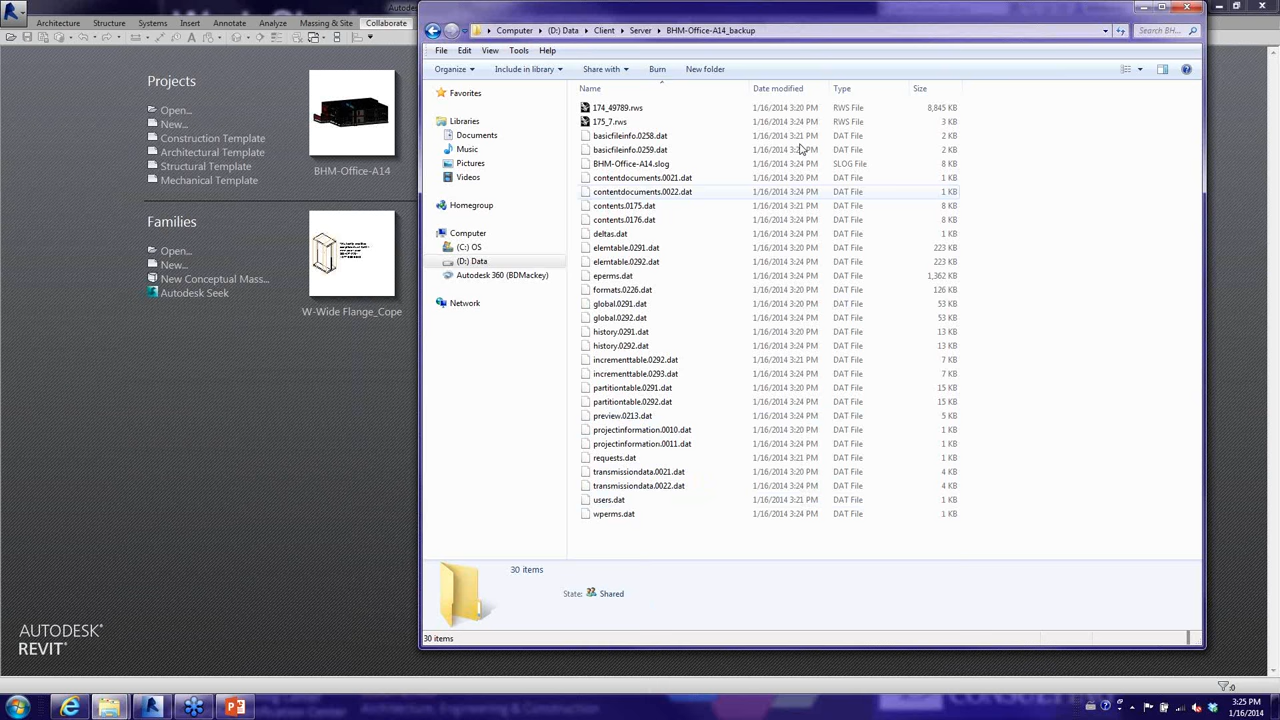 Autodes
Architecture Structure Systems Insert Annotate Analyze Massing & Site Collaborate
Projects
Open...
New...
Construction Template
Architectural Template
Structural Template
Mechanical Template
BHM-Office-A14
Families
Open...
New...
New Conceptual Mass...
Autodesk Seek
W-Wide Flange_Cope
AUTODESK®
REVIT®
Computer (D:) Data Client Server BHM-Office-A14_backup
Search BH...
File Edit View Tools Help
Organize Include in library Share with Burn New folder
Favorites
Libraries
Documents
Music
Pictures
Videos
Homegroup
Computer
(C:) OS
(D:) Data
Autodesk 360 (BDMackey)
Network
Name Date modified Type Size
174_49789.rws 1/16/2014 3:20 PM RWS File 8,845 KB
175_7.rws 1/16/2014 3:24 PM RWS File 3 KB
basicfileinfo.0258.dat 1/16/2014 3:21 PM DAT File 2 KB
basicfileinfo.0259.dat 1/16/2014 PM DAT File 2 KB
BHM-Office-A14.slog 1/16/2014 3:24 PM SLOG File 8 KB
contentdocuments.0021.dat 1/16/2014 3:21 PM DAT File 1 KB
contentdocuments.0022.dat 1/16/2014 3:24 PM DAT File 1 KB
contents.0175.dat 1/16/2014 3:21 PM DAT File 8 KB
contents.0176.dat 1/16/2014 3:24 PM DAT File 8 KB
deltas.dat 1/16/2014 3:24 PM DAT File 1 KB
elemtable.0291.dat 1/16/2014 3:20 PM DAT File 223 KB
elemtable.0292.dat 1/16/2014 3:24 PM DAT File 223 KB
eperms.dat 1/16/2014 3:24 PM DAT File 1,362 KB
formats.0226.dat 1/16/2014 3:20 PM DAT File 126 KB
global.0291.dat 1/16/2014 3:20 PM DAT File 53 KB
global.0292.dat 1/16/2014 3:24 PM DAT File 53 KB
history.0291.dat 1/16/2014 3:20 PM DAT File 13 KB
history.0292.dat 1/16/2014 3:24 PM DAT File 13 KB
incrementtable.0292.dat 1/16/2014 3:21 PM DAT File 7 KB
incrementtable.0293.dat 1/16/2014 3:24 PM DAT File 7 KB
partitiontable.0291.dat 1/16/2014 3:20 PM DAT File 15 KB
partitiontable.0292.dat 1/16/2014 3:24 PM DAT File 15 KB
preview.0213.dat 1/16/2014 3:24 PM DAT File 5 KB
projectinformation.0010.dat 1/16/2014 3:20 PM DAT File 1 KB
projectinformation.0011.dat 1/16/2014 3:24 PM DAT File 1 KB
requests.dat 1/16/2014 3:24 PM DAT File 1 KB
transmissiondata.0021.dat 1/16/2014 3:20 PM DAT File 4 KB
transmissiondata.0022.dat 1/16/2014 3:24 PM DAT File 4 KB
users.dat 1/16/2014 3:21 PM DAT File 1 KB
wperms.dat 1/16/2014 3:24 PM DAT File 1 KB
30 items
State: Shared
30 items
:0
3:25 PM
1/16/2014